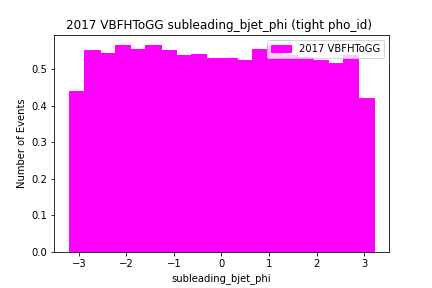 2017 VBFHToGG subleading_bjet_phi (tight pho_id)
2017 VBFHToGG
Number of Events
0.5
0.4
0.3
0.2
0.1
0.0
−3 −2 −1 0 1 2 3
subleading_bjet_phi